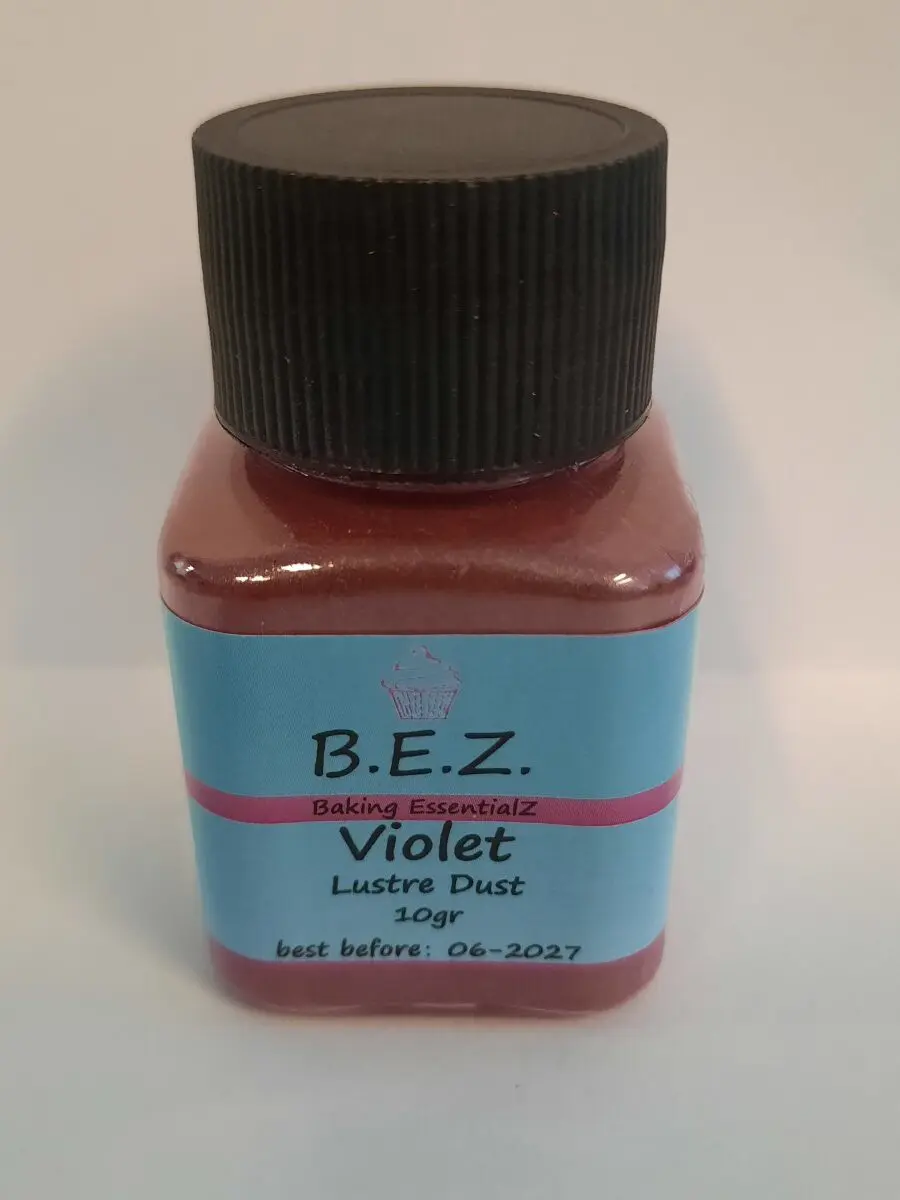 B.E.Z.
Baking EssentialZ
Violet
Lustre Dust
10gr
best before: 06-2027